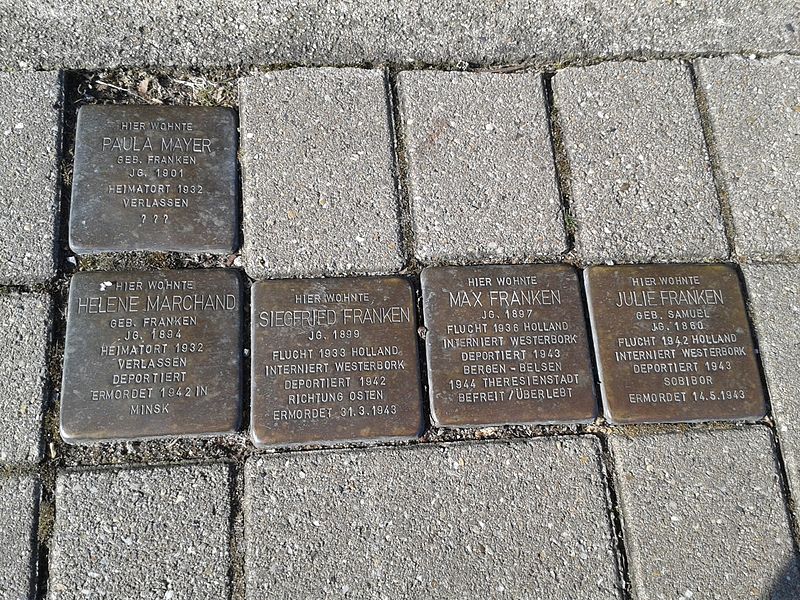 HIER WOHNTE
PAULA MAYER
GEB. FRANKEN
JG. 1901
HEIMATORT 1932
VERLASSEN
? ? ?
HIER WOHNTE
HELENE MARCHAND
GEB. FRANKEN
JG. 1894
HEIMATORT 1932
VERLASSEN
DEPORTIERT
ERMORDET 1942 IN
MINSK
HIER WOHNTE
SIEGFRIED FRANKEN
JG. 1899
FLUCHT 1933 HOLLAND
INTERNIERT WESTERBORK
DEPORTIERT 1942
RICHTUNG OSTEN
ERMORDET 31.3.1943
HIER WOHNTE
MAX FRANKEN
JG. 1897
FLUCHT 1936 HOLLAND
INTERNIERT WESTERBORK
DEPORTIERT 1943
BERGEN - BELSEN
1944 THERESIENSTADT
BEFREIT/ÜBERLEBT
HIER WOHNTE
JULIE FRANKEN
GEB. SAMUEL
JG. 1860
FLUCHT 1942 HOLLAND
INTERNIERT WESTERBORK
DEPORTIERT 1943
SOBIBOR
ERMORDET 14.5.1943